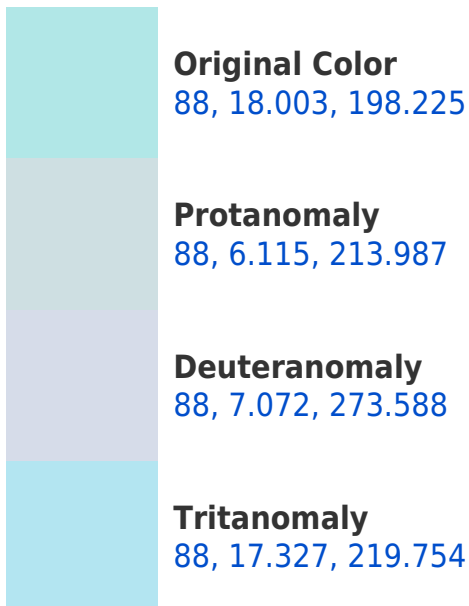 Original Color
88, 18.003, 198.225
Protanomaly
88, 6.115, 213.987
Deuteranomaly
88, 7.072, 273.588
Tritanomaly
88, 17.327, 219.754